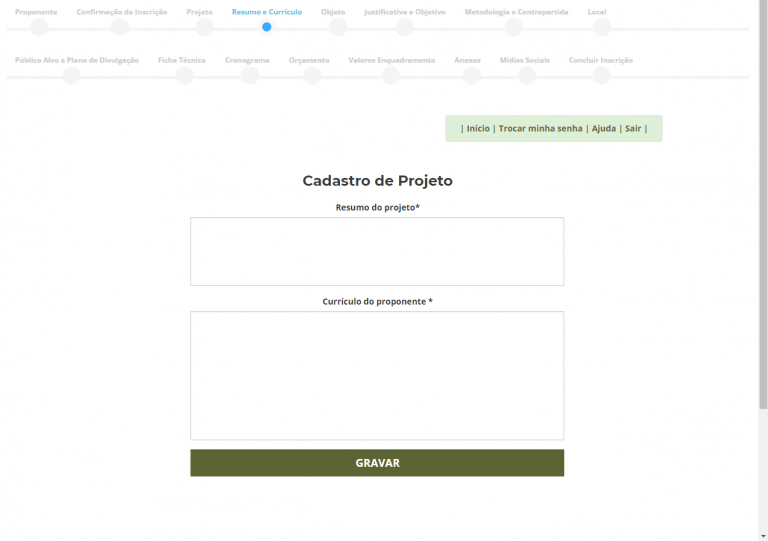 Proponente Confirmação da Inscrição Projeto Resumo e Currículo Objeto Justificativa e Objetivo Metodologia e Contrapartida Local
Público Alvo e Plano de Divulgação Ficha Técnica Cronograma Orçamento Valores Enquadramento Anexos Mídias Sociais Concluir Inscrição
| Início | Trocar minha senha | Ajuda | Sair |
Cadastro de Projeto
Resumo do projeto*
Currículo do proponente *
GRAVAR